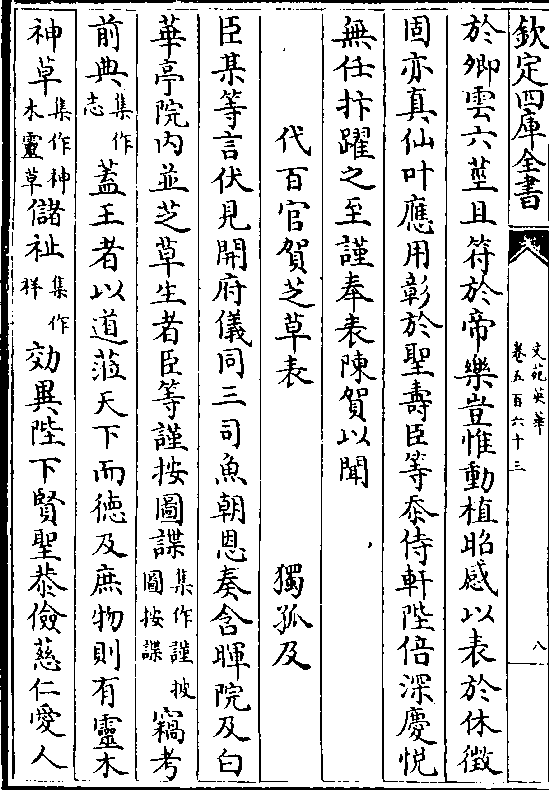 欽定四庫全書
文苑英華
卷五百六十三
八
於卿雲六莖且符於帝樂豈惟動植昭感以表於休徵
固亦真仙叶應用彰於聖壽臣等忝侍軒陛倍深慶悦
無任抃躍之至謹奉表陳賀以聞
代百官賀芝草表 獨孤及
臣某等言伏見開府儀同三司魚朝恩奏含暉院及白
華亭院内並芝草生者臣等謹按圖諜集作謹披圖按諜竊考
前典集作志蓋王者以道蒞天下而徳及庶物則有靈木
神草集作神木靈草儲祉集作祥効異陛下賢聖恭儉慈仁愛人